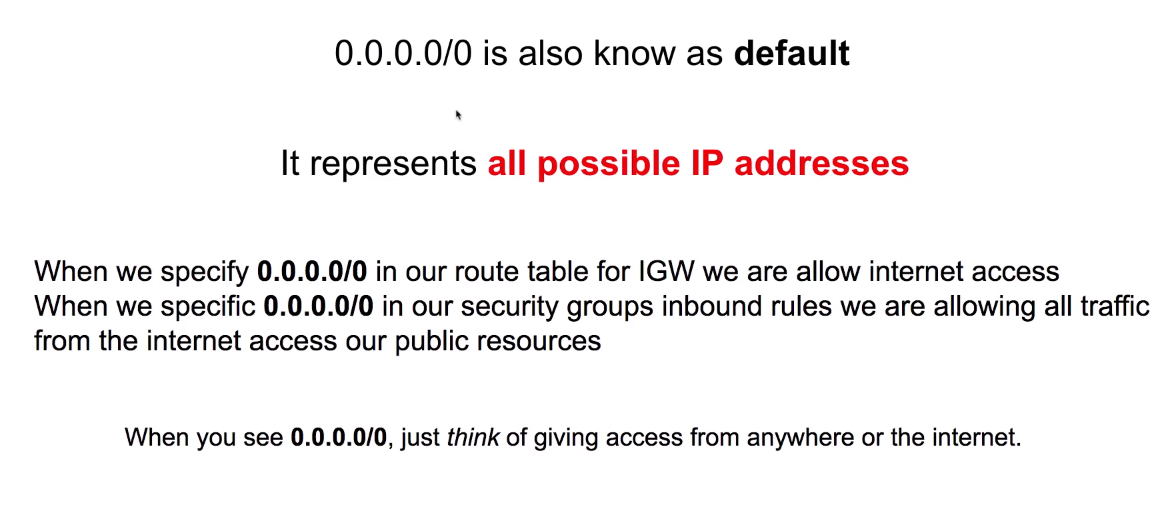 0.0.0.0/0 is also know as default
It represents all possible IP addresses
When we specify 0.0.0.0/0 in our route table for IGW we are allow internet access
When we specific 0.0.0.0/0 in our security groups inbound rules we are allowing all traffic
from the internet access our public resources
When you see 0.0.0.0/0, just think of giving access from anywhere or the internet.